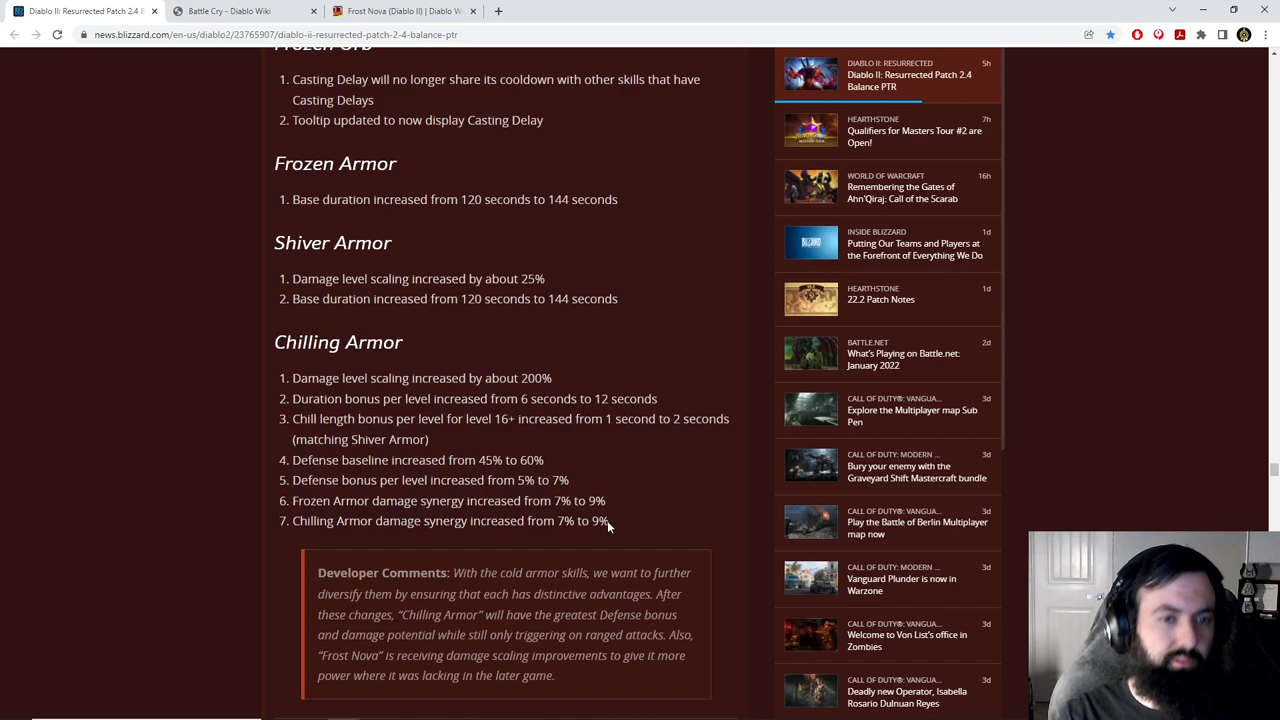 Diablo II: Resurrected Patch 2.4 B
Battle Cry - Diablo Wiki
Frost Nova (Diablo II) | Diablo W
news.blizzard.com/en-us/diablo2/23765907/diablo-ii-resurrected-patch-2-4-balance-ptr
Frozen Orb
1. Casting Delay will no longer share its cooldown with other skills that have
Casting Delays
2. Tooltip updated to now display Casting Delay
Frozen Armor
1. Base duration increased from 120 seconds to 144 seconds
Shiver Armor
1. Damage level scaling increased by about 25%
2. Base duration increased from 120 seconds to 144 seconds
Chilling Armor
1. Damage level scaling increased by about 200%
2. Duration bonus per level increased from 6 seconds to 12 seconds
3. Chill length bonus per level for level 16+ increased from 1 second to 2 seconds
(matching Shiver Armor)
4. Defense baseline increased from 45% to 60%
5. Defense bonus per level increased from 5% to 7%
6. Frozen Armor damage synergy increased from 7% to 9%
7. Chilling Armor damage synergy increased from 7% to 9%
Developer Comments: With the cold armor skills, we want to further
diversify them by ensuring that each has distinctive advantages. After
these changes, “Chilling Armor” will have the greatest Defense bonus
and damage potential while still only triggering on ranged attacks. Also,
“Frost Nova” is receiving damage scaling improvements to give it more
power where it was lacking in the later game.
DIABLO II: RESURRECTED 5h
Diablo II: Resurrected Patch 2.4
Balance PTR
HEARTHSTONE 7h
Qualifiers for Masters Tour #2 are
Open!
WORLD OF WARCRAFT 16h
Remembering the Gates of
Ahn'Qiraj: Call of the Scarab
INSIDE BLIZZARD 1d
Putting Our Teams and Players at
the Forefront of Everything We Do
HEARTHSTONE 1d
22.2 Patch Notes
BATTLE.NET 2d
What's Playing on Battle.net:
January 2022
CALL OF DUTY®: VANGUA... 3d
Explore the Multiplayer map Sub
Pen
CALL OF DUTY: MODERN ... 3d
Bury your enemy with the
Graveyard Shift Mastercraft bundle
CALL OF DUTY®: VANGUA... 3d
Play the Battle of Berlin Multiplayer
map now
CALL OF DUTY: MODERN ... 3d
Vanguard Plunder is now in
Warzone
CALL OF DUTY®: VANGUA... 3d
Welcome to Von List's office in
Zombies
CALL OF DUTY®: VANGUA... 3d
Deadly new Operator, Isabella
Rosario Dulnuan Reyes